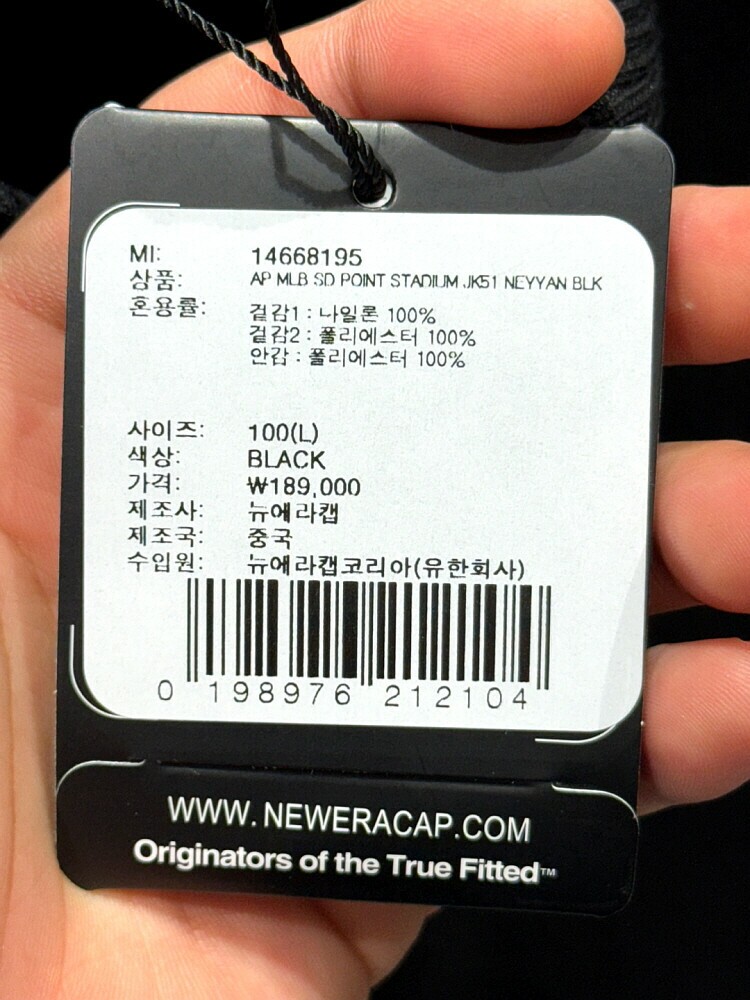 MI: 14668195
상품: AP MLB SD POINT STADIUM JK51 NEYYAN BLK
혼용률: 겉감1 : 나일론 100%
겉감2 : 폴리에스터 100%
안감 : 폴리에스터 100%
사이즈: 100(L)
색상: BLACK
가격: ₩189,000
제조사: 뉴에라캡
제조국: 중국
수입원: 뉴에라캡코리아(유한회사)
0 198976 212104
WWW.NEWERACAP.COM
Originators of the True Fitted™